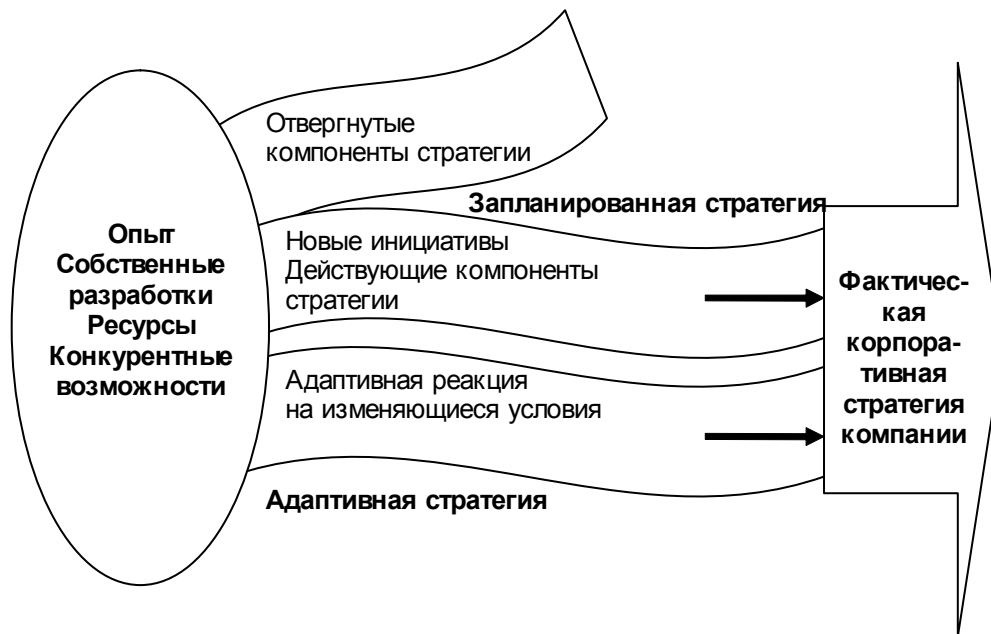 Отвергнутые
компоненты стратегии
Запланированная стратегия
Опыт
Собственные
разработки
Ресурсы
Конкурентные
возможности
Новые инициативы
Действующие компоненты
стратегии
Адаптивная реакция
на изменяющиеся условия
Адаптивная стратегия
Фактичес-
кая
корпора-
тивная
стратегия
компании